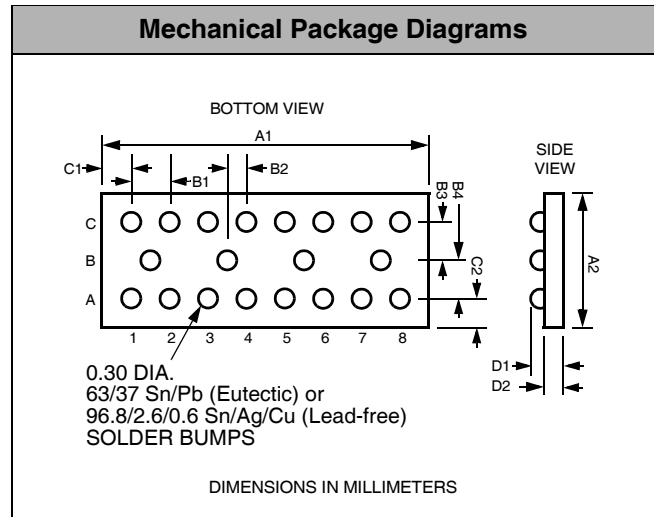 Mechanical Package Diagrams
BOTTOM VIEW
A1
SIDE
VIEW
C1
B1
B2
B3
B4
C
B
A
C2
A2
1 2 3 4 5 6 7 8
D1
D2
0.30 DIA.
63/37 Sn/Pb (Eutectic) or
96.8/2.6/0.6 Sn/Ag/Cu (Lead-free)
SOLDER BUMPS
DIMENSIONS IN MILLIMETERS